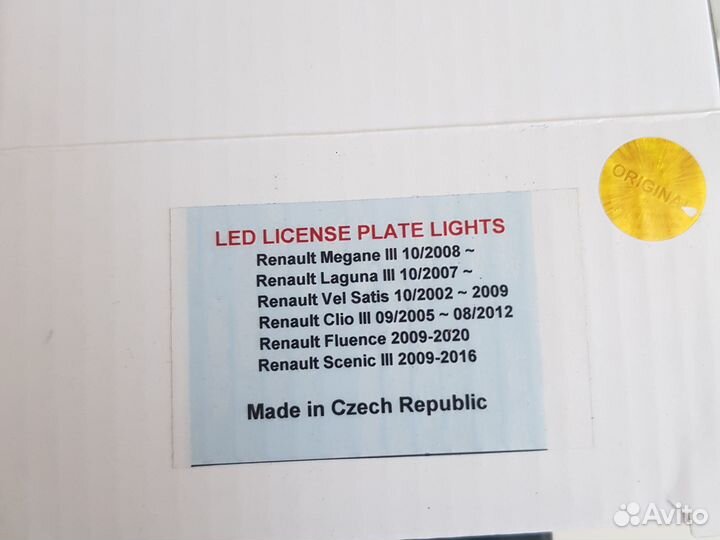 ORIGINAL
LED LICENSE PLATE LIGHTS
Renault Megane III 10/2008 ~
Renault Laguna III 10/2007 ~
Renault Vel Satis 10/2002 ~ 2009
Renault Clio III 09/2005 ~ 08/2012
Renault Fluence 2009-2020
Renault Scenic III 2009-2016
Made in Czech Republic
Avito